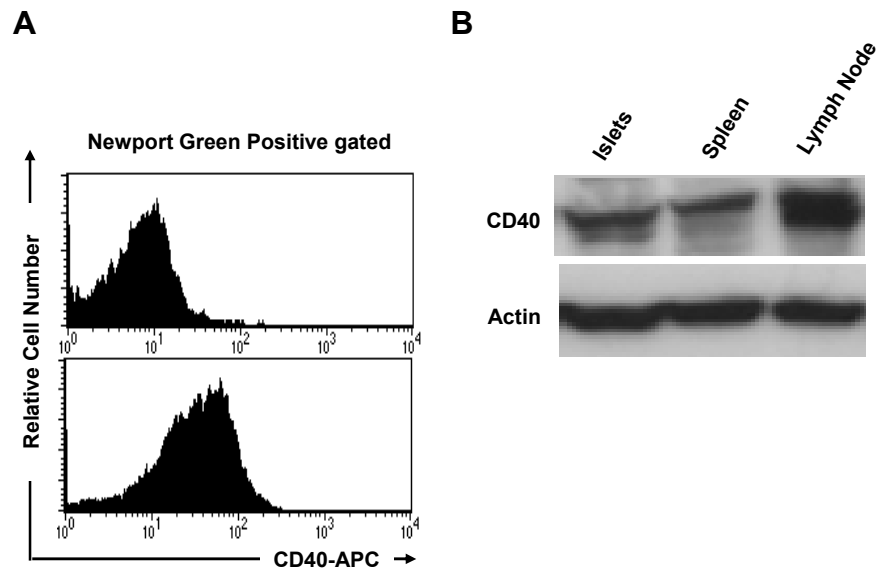 A
Newport Green Positive gated
Relative Cell Number
10^0 10^1 10^2 10^3 10^4
10^0 10^1 10^2 10^3 10^4
CD40-APC
B
Islets
Spleen
Lymph Node
CD40
Actin